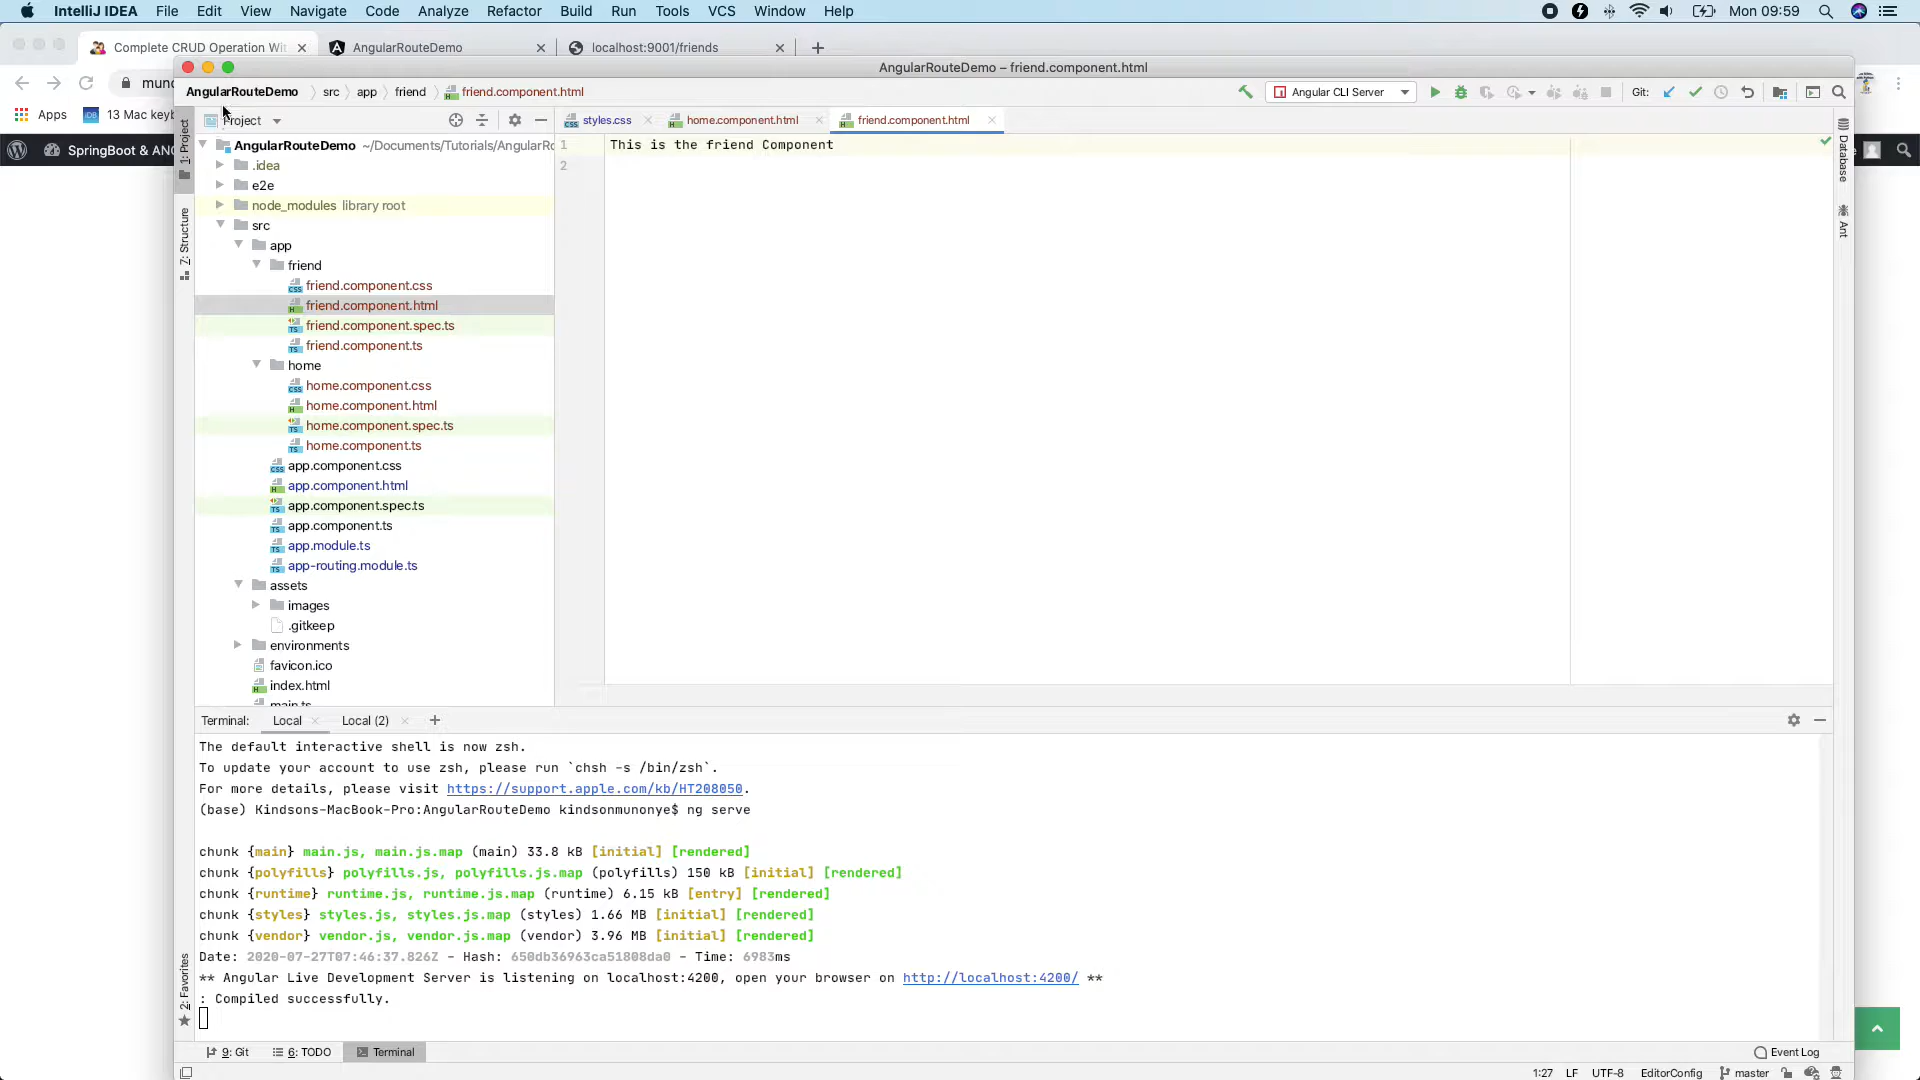 IntelliJ IDEA File Edit View Navigate Code Analyze Refactor Build Run Tools VCS Window Help Mon 09:59
Complete CRUD Operation Wit AngularRouteDemo localhost:9001/friends
AngularRouteDemo – friend.component.html
AngularRouteDemo src app friend friend.component.html Angular CLI Server Git:
Apps 13 Mac keyb
SpringBoot & ANG
Project styles.css home.component.html friend.component.html
1: Project
7: Structure
2: Favorites
Database
Ant
AngularRouteDemo ~/Documents/Tutorials/AngularRo
.idea
e2e
node_modules library root
src
app
friend
friend.component.css
friend.component.html
friend.component.spec.ts
friend.component.ts
home
home.component.css
home.component.html
home.component.spec.ts
home.component.ts
app.component.css
app.component.html
app.component.spec.ts
app.component.ts
app.module.ts
app-routing.module.ts
assets
images
.gitkeep
environments
favicon.ico
index.html
main.ts
1 This is the friend Component
2
Terminal: Local Local (2)
The default interactive shell is now zsh.
To update your account to use zsh, please run `chsh -s /bin/zsh`.
For more details, please visit https://support.apple.com/kb/HT208050.
(base) Kindsons-MacBook-Pro:AngularRouteDemo kindsonmunonye$ ng serve
chunk {main} main.js, main.js.map (main) 33.8 kB [initial] [rendered]
chunk {polyfills} polyfills.js, polyfills.js.map (polyfills) 150 kB [initial] [rendered]
chunk {runtime} runtime.js, runtime.js.map (runtime) 6.15 kB [entry] [rendered]
chunk {styles} styles.js, styles.js.map (styles) 1.66 MB [initial] [rendered]
chunk {vendor} vendor.js, vendor.js.map (vendor) 3.96 MB [initial] [rendered]
Date: 2020-07-27T07:46:37.826Z - Hash: 650db36963ca51808da0 - Time: 6983ms
** Angular Live Development Server is listening on localhost:4200, open your browser on http://localhost:4200/ **
: Compiled successfully.
9: Git 6: TODO Terminal Event Log
1:27 LF UTF-8 EditorConfig master